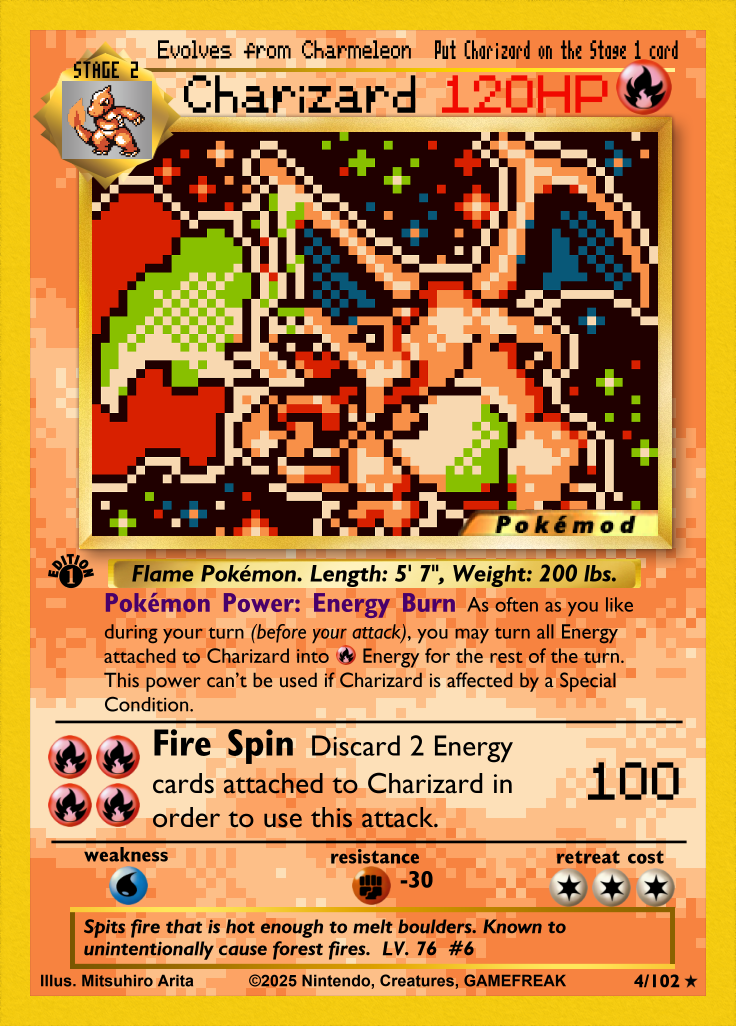 Evolves from Charmeleon Put Charizard on the Stage 1 card
STAGE 2
Charizard 120HP
Pokémod
EDITION 1
Flame Pokémon. Length: 5' 7", Weight: 200 lbs.
Pokémon Power: Energy Burn As often as you like
during your turn (before your attack), you may turn all Energy
attached to Charizard into Energy for the rest of the turn.
This power can't be used if Charizard is affected by a Special
Condition.
Fire Spin Discard 2 Energy
cards attached to Charizard in
order to use this attack.
100
weakness resistance retreat cost
-30
Spits fire that is hot enough to melt boulders. Known to
unintentionally cause forest fires. LV. 76 #6
Illus. Mitsuhiro Arita ©2025 Nintendo, Creatures, GAMEFREAK 4/102 ★